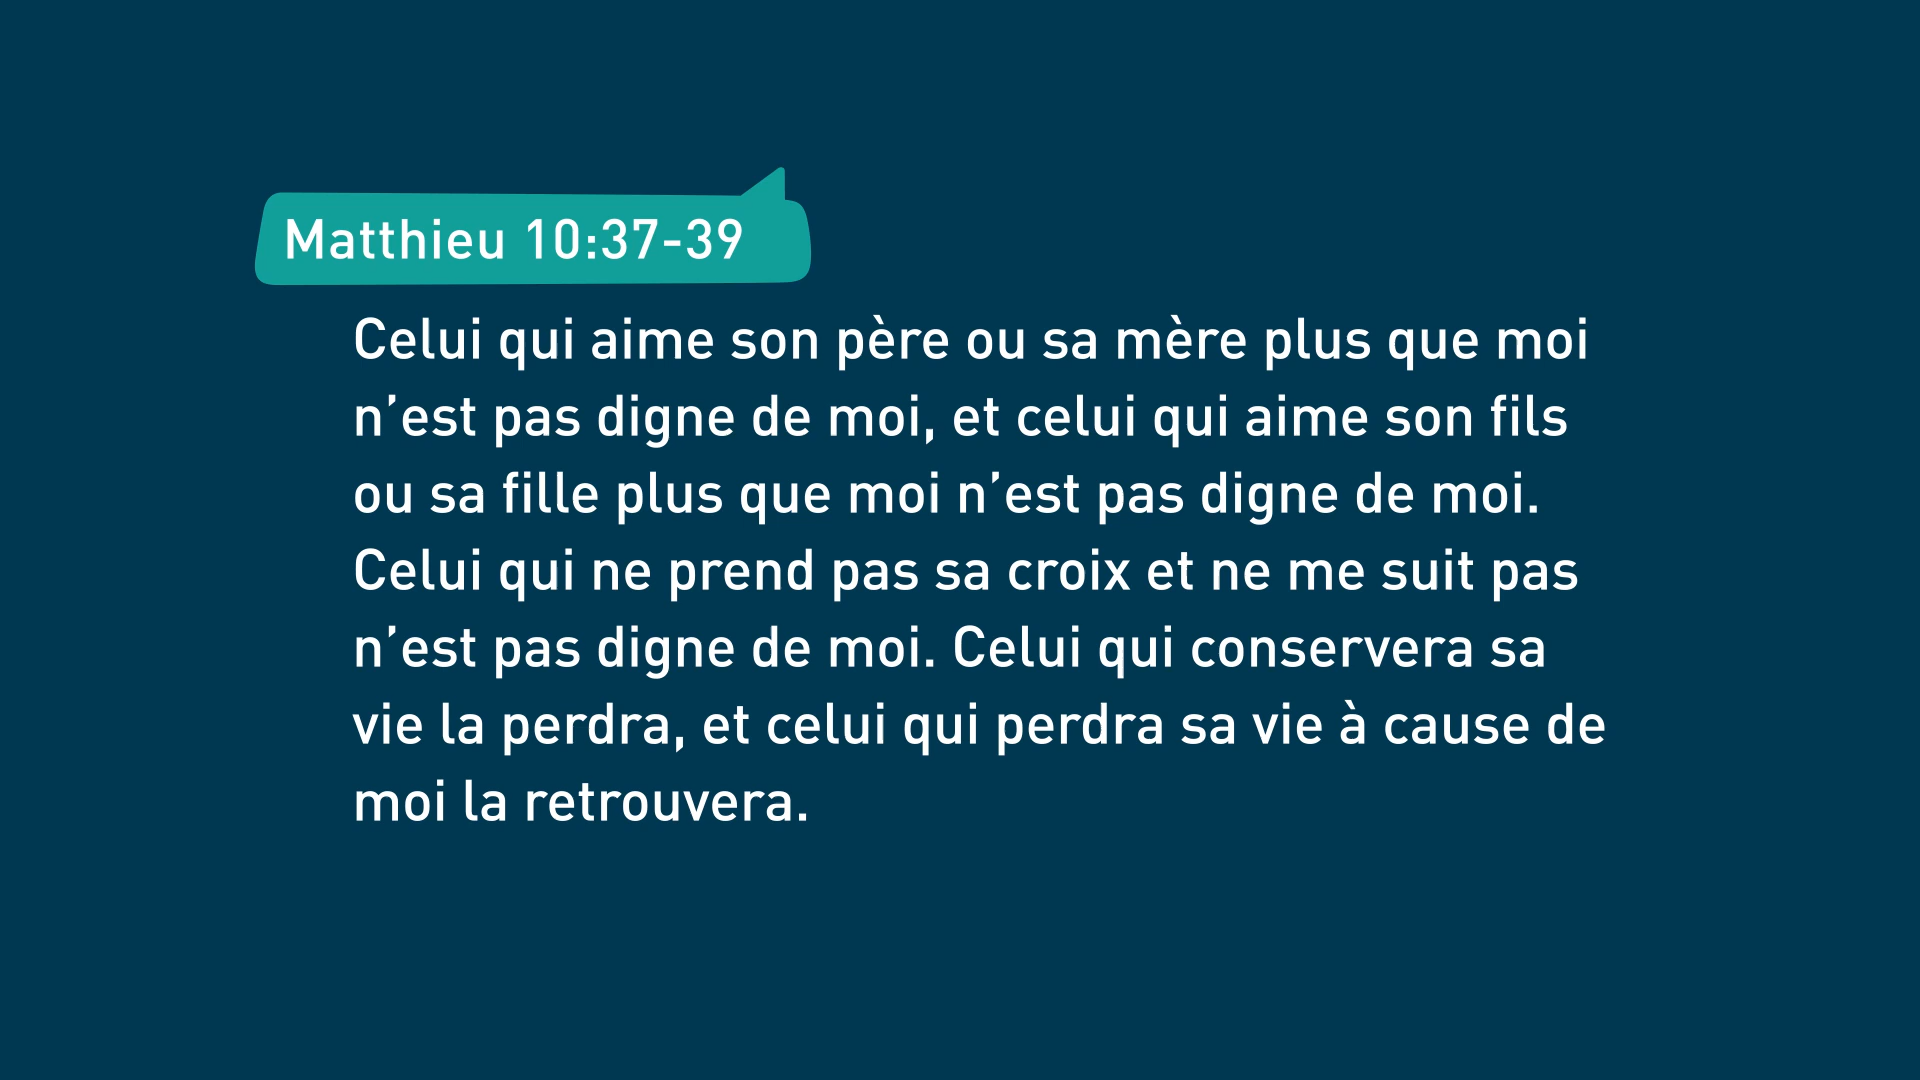 Matthieu 10:37-39
Celui qui aime son père ou sa mère plus que moi
n’est pas digne de moi, et celui qui aime son fils
ou sa fille plus que moi n’est pas digne de moi.
Celui qui ne prend pas sa croix et ne me suit pas
n’est pas digne de moi. Celui qui conservera sa
vie la perdra, et celui qui perdra sa vie à cause de
moi la retrouvera.